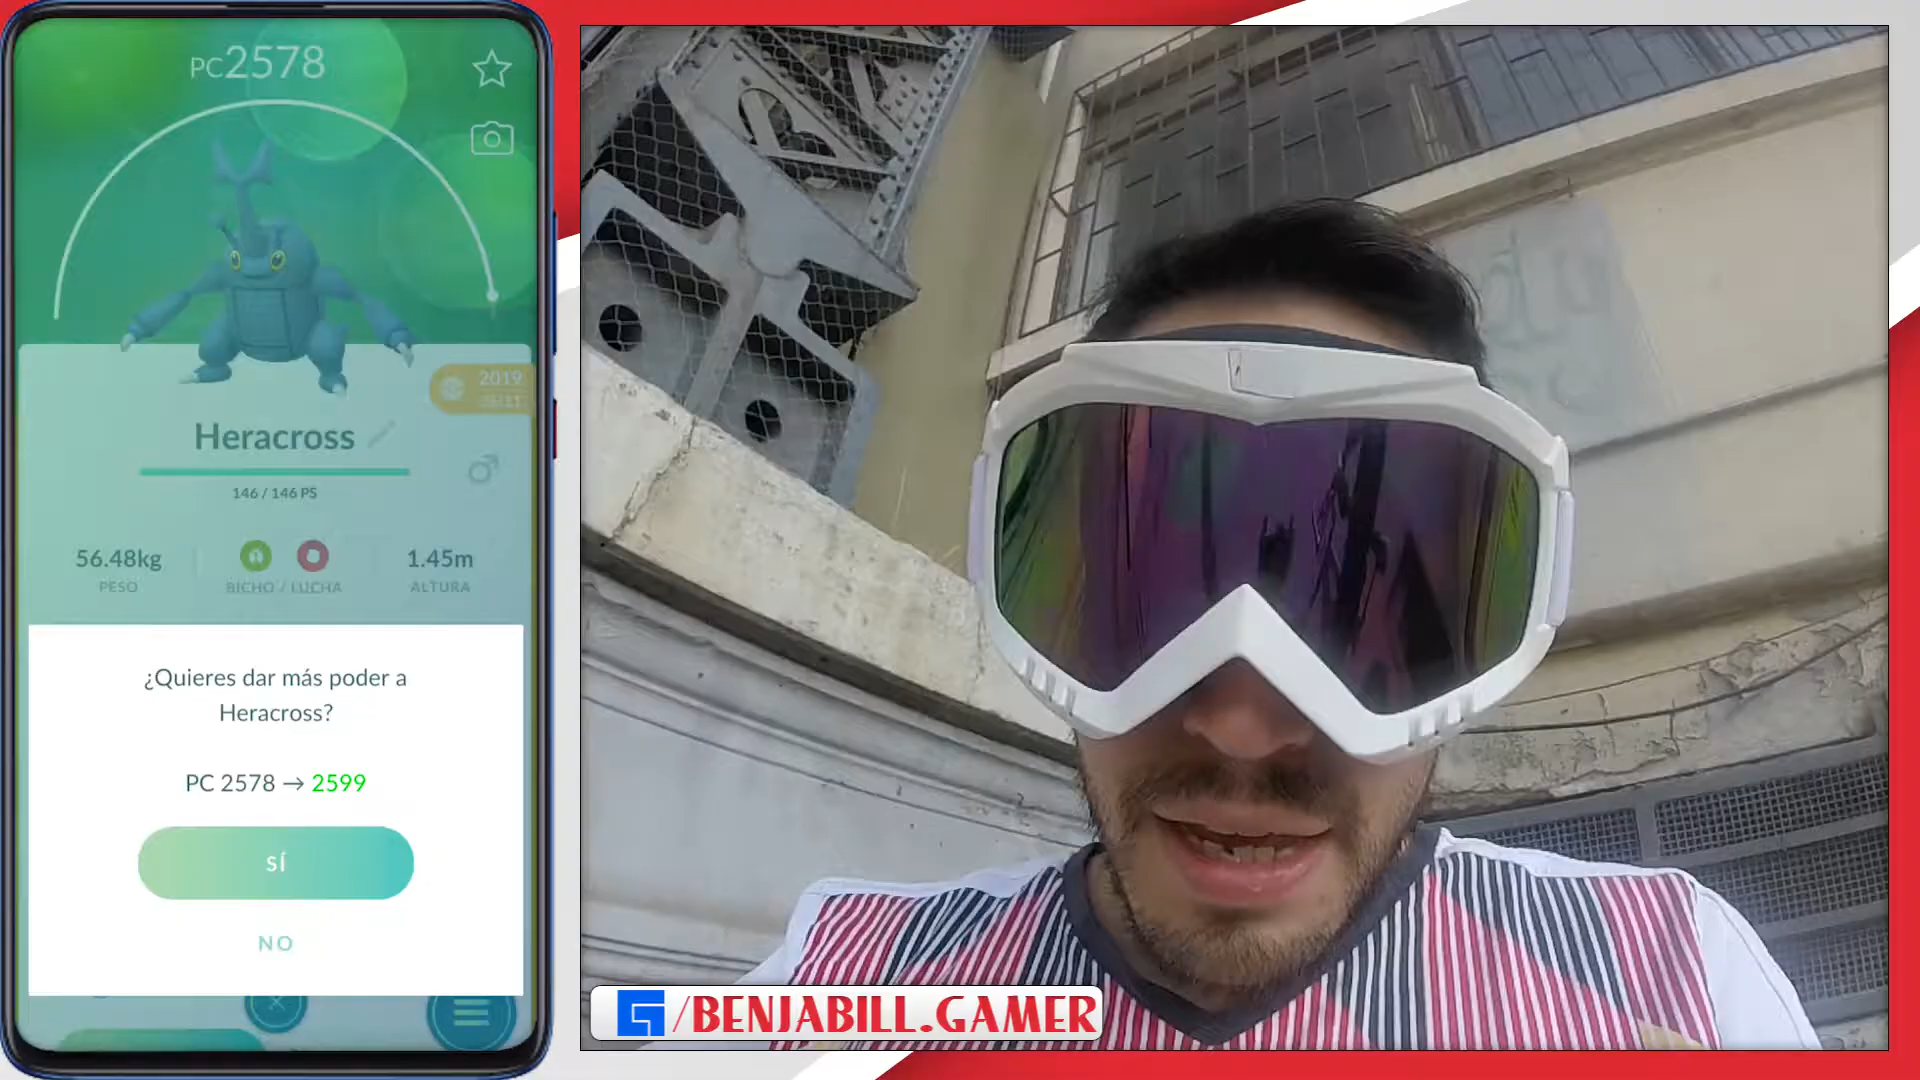 PC2578
2019
Heracross
146 / 146 PS
56.48kg
1.45m
PESO
BICHO / LUCHA
ALTURA
¿Quieres dar más poder a
Heracross?
PC 2578 → 2599
SÍ
NO
/BENJABILL.GAMER